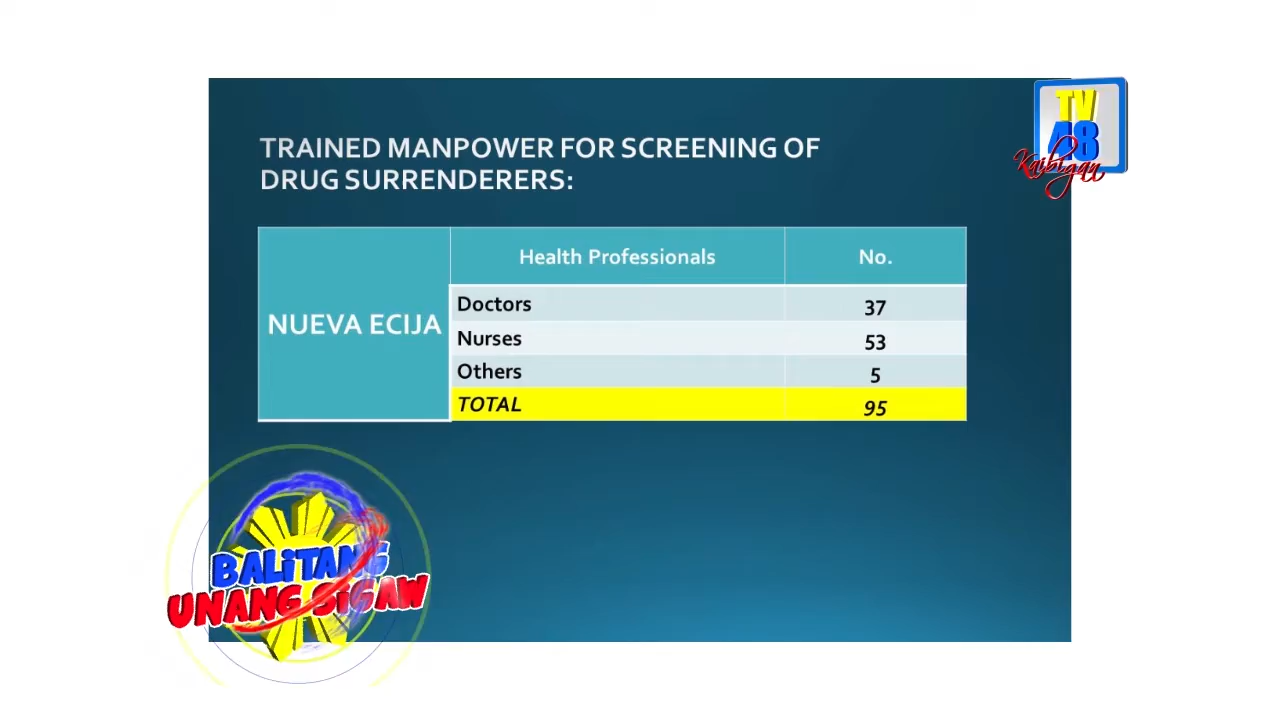 TV
48
Kaibigan
TRAINED MANPOWER FOR SCREENING OF
DRUG SURRENDERERS:
NUEVA ECIJA
Health Professionals No.
Doctors 37
Nurses 53
Others 5
TOTAL 95
BALiTANG
UNANG SiGAW